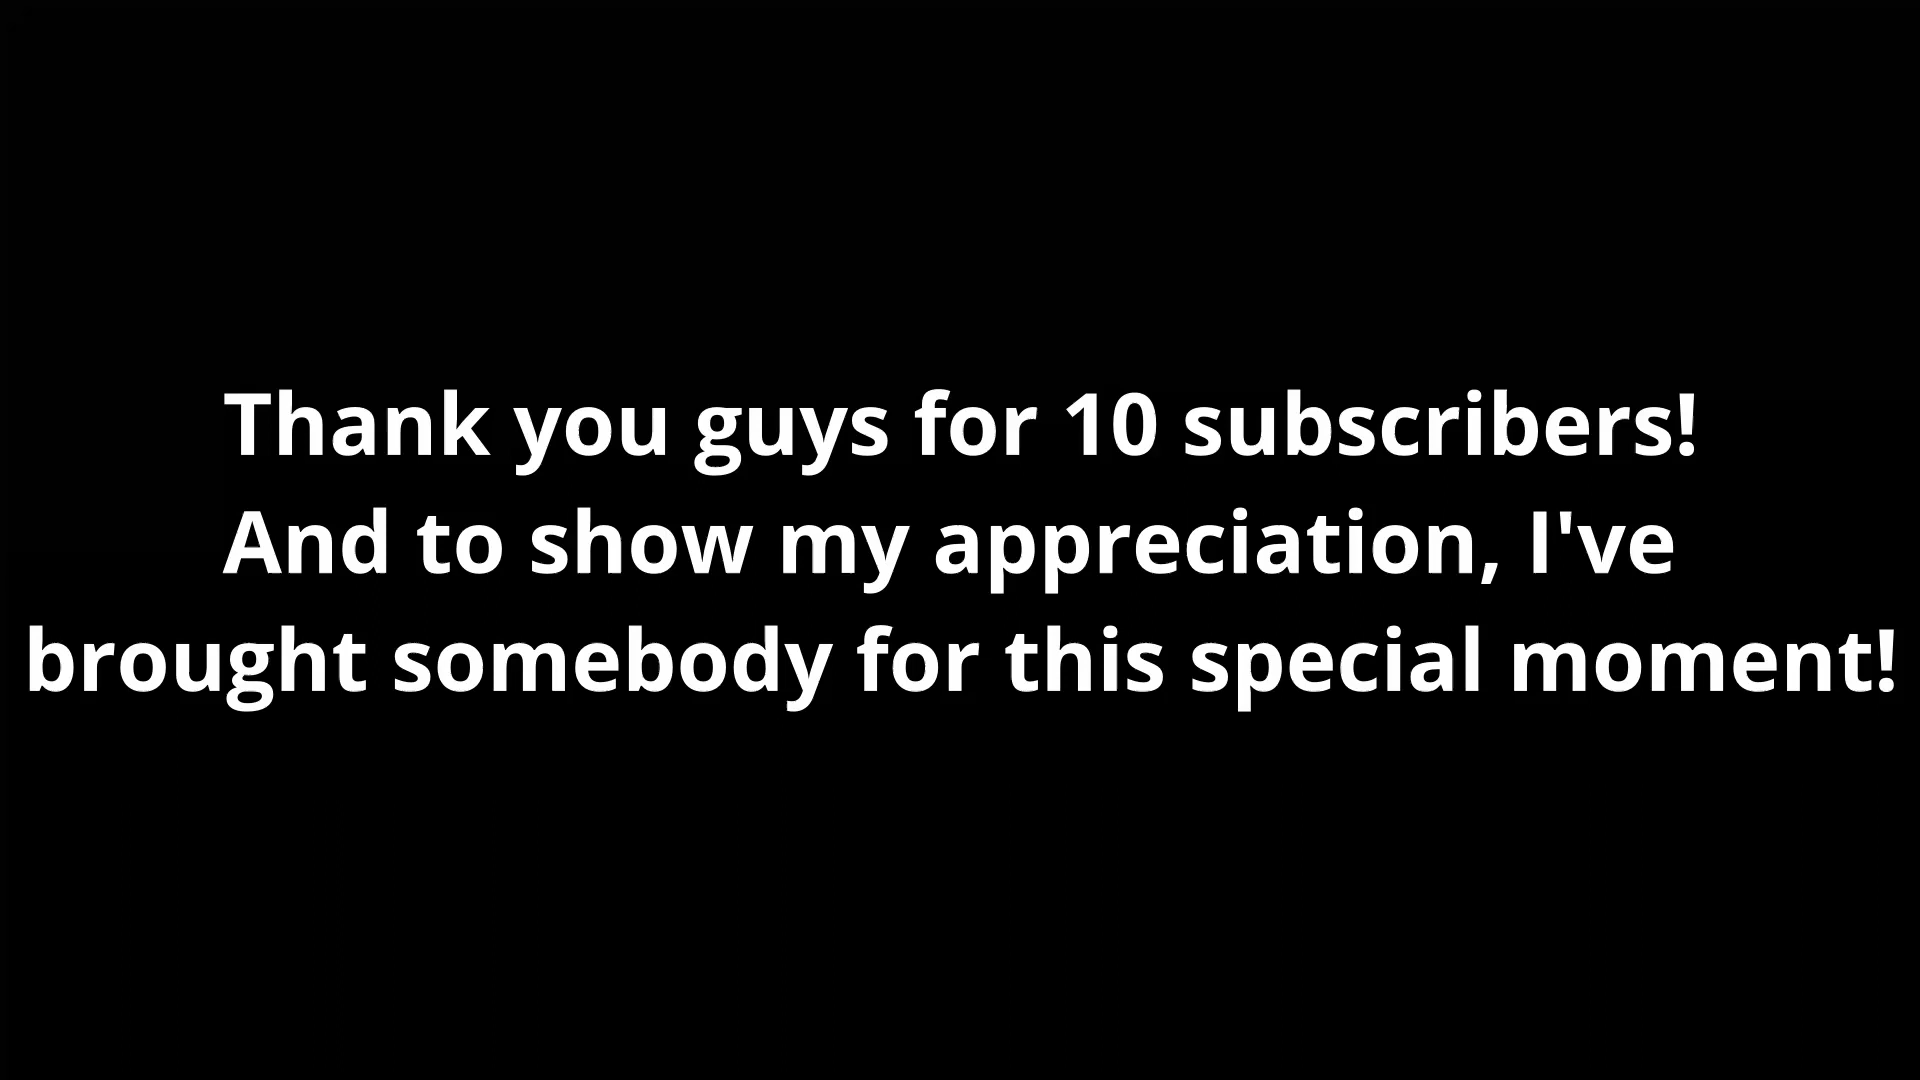 Thank you guys for 10 subscribers!
And to show my appreciation, I've
brought somebody for this special moment!